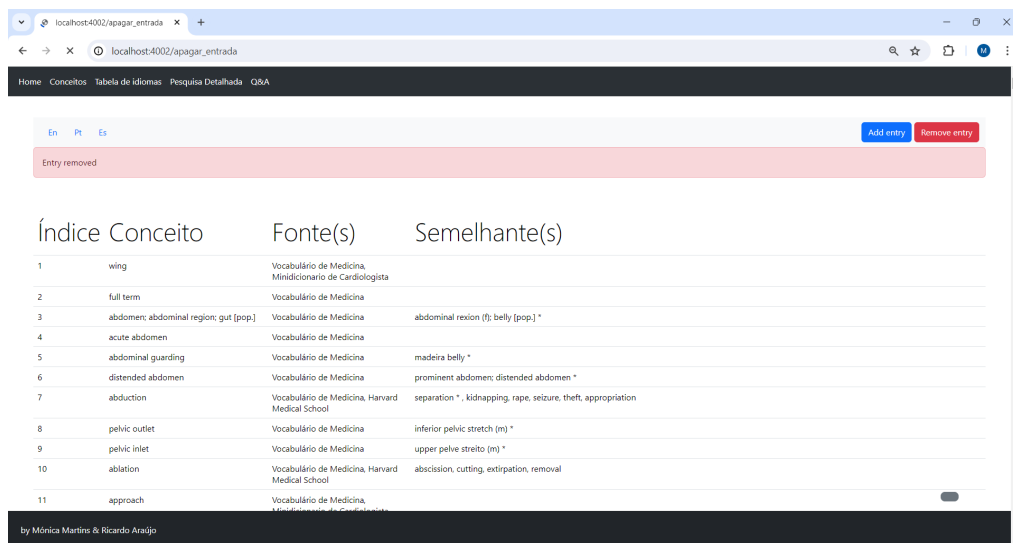 localhost:4002/apagar_entrada
localhost:4002/apagar_entrada
M
Home Conceitos Tabela de idiomas Pesquisa Detalhada Q&A
En Pt Es Add entry Remove entry
Entry removed
Índice Conceito Fonte(s) Semelhante(s)
1 wing Vocabulário de Medicina,
Minidicionario de Cardiologista
2 full term Vocabulário de Medicina
3 abdomen; abdominal region; gut [pop.] Vocabulário de Medicina abdominal rexion (f); belly [pop.] *
4 acute abdomen Vocabulário de Medicina
5 abdominal guarding Vocabulário de Medicina madeira belly *
6 distended abdomen Vocabulário de Medicina prominent abdomen; distended abdomen *
7 abduction Vocabulário de Medicina, Harvard separation * , kidnapping, rape, seizure, theft, appropriation
Medical School
8 pelvic outlet Vocabulário de Medicina inferior pelvic stretch (m) *
9 pelvic inlet Vocabulário de Medicina upper pelve streito (m) *
10 ablation Vocabulário de Medicina, Harvard abscission, cutting, extirpation, removal
Medical School
11 approach Vocabulário de Medicina,
Minidicionario de Cardiologista
by Mónica Martins & Ricardo Araújo